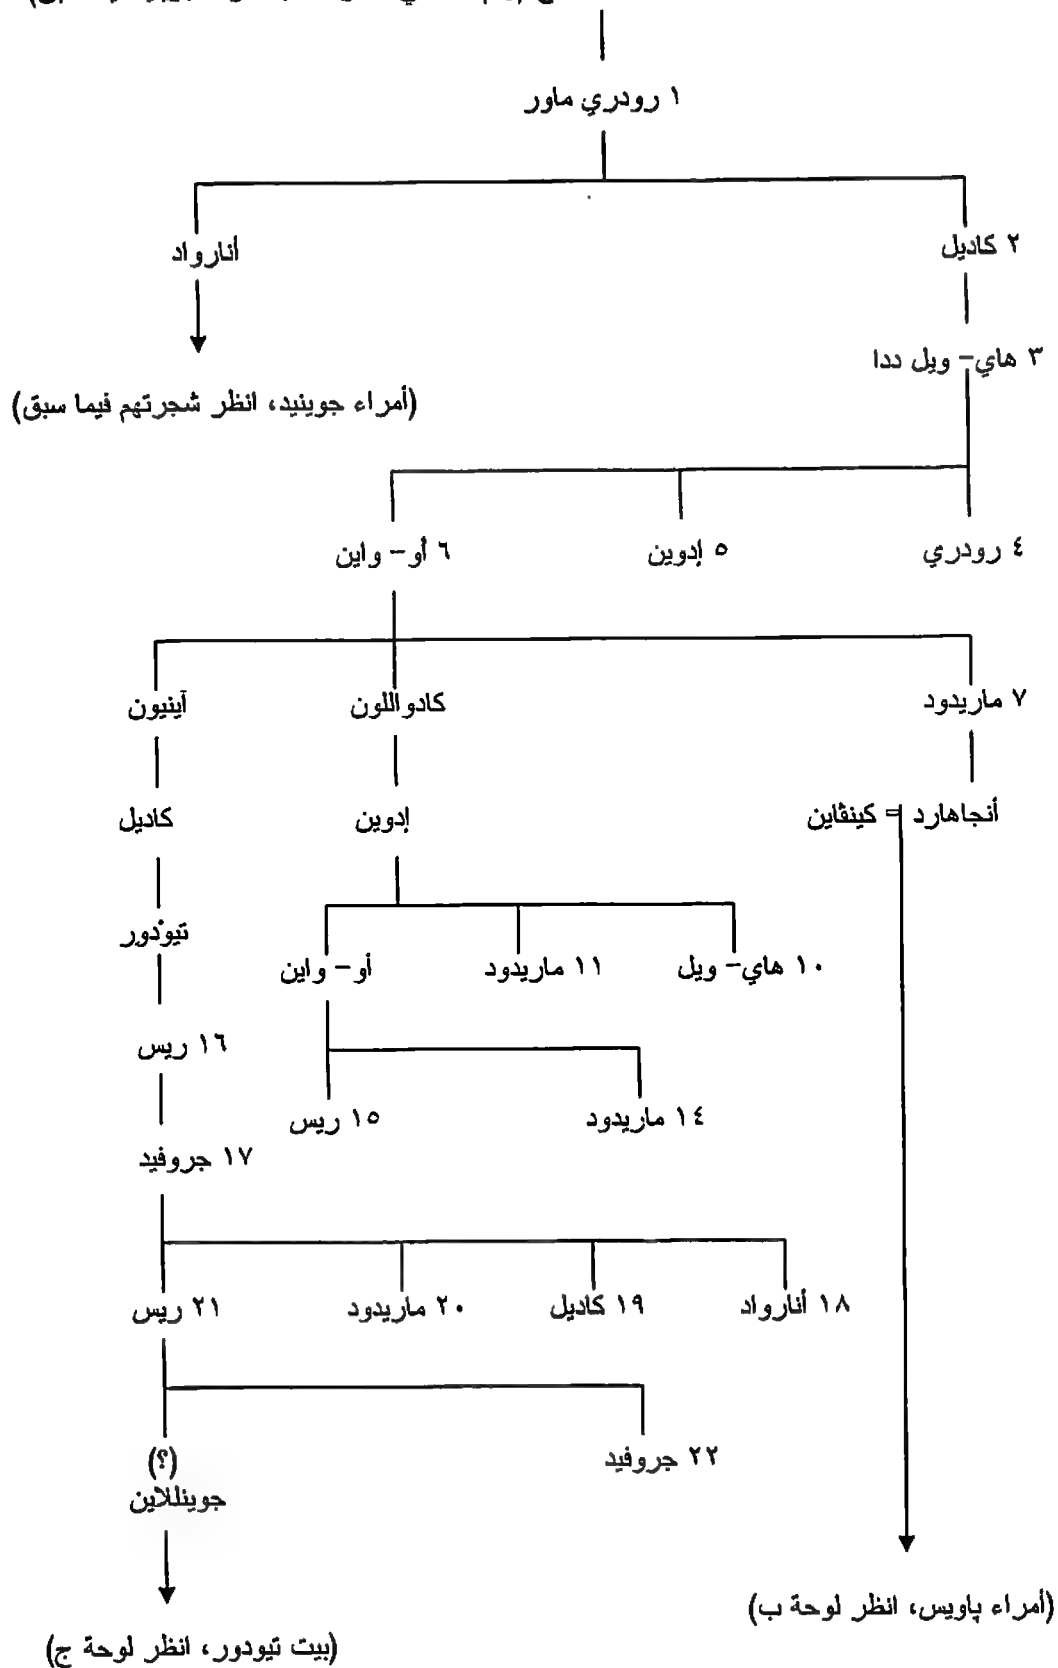 ١ رودري ماور
٢ كاديل
أنارواد
٣ هاي- ويل ددا
(أمراء جوينيد، انظر شجرتهم فيما سبق)
٤ رودري
٥ إدوين
٦ أو- واين
٧ ماريدود
كادواللون
آينيون
أنجاهارد = كينڤاين
إدوين
كاديل
تيودور
١٠ هاي- ويل
١١ ماريدود
أو- واين
١٦ ريس
١٤ ماريدود
١٥ ريس
١٧ جروفيد
١٨ أنارواد
١٩ كاديل
٢٠ ماريدود
٢١ ريس
٢٢ جروفيد
(؟)
جوينللاين
(أمراء پاويس، انظر لوحة ب)
(بيت تيودور، انظر لوحة ج)